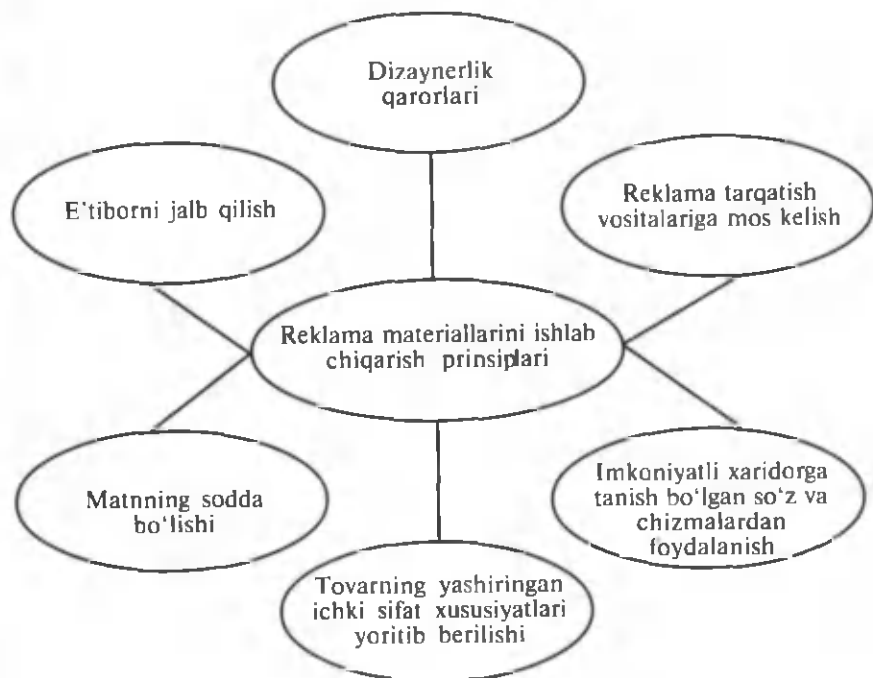 Dizaynerlik
qarorlari
E'tiborni jalb qilish
Reklama tarqatish
vositalariga mos kelish
Reklama materiallarini ishlab
chiqarish prinsiplari
Matnning sodda
bo'lishi
Imkoniyatli xaridorga
tanish bo‘lgan so‘z va
chizmalardan
foydalanish
Tovarning yashiringan
ichki sifat xususiyatlari
yoritib berilishi